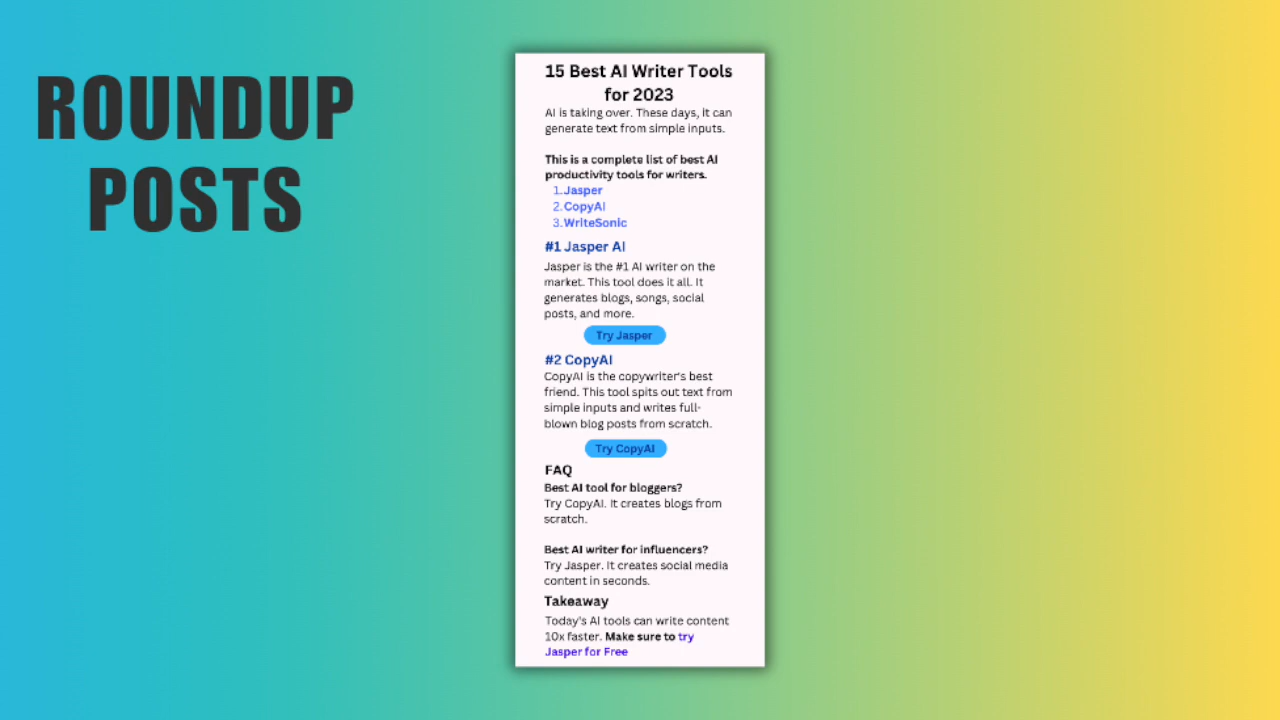 ROUNDUP
POSTS
15 Best AI Writer Tools
for 2023
AI is taking over. These days, it can
generate text from simple inputs.
This is a complete list of best AI
productivity tools for writers.
1. Jasper
2. CopyAI
3. WriteSonic
#1 Jasper AI
Jasper is the #1 AI writer on the
market. This tool does it all. It
generates blogs, songs, social
posts, and more.
Try Jasper
#2 CopyAI
CopyAI is the copywriter's best
friend. This tool spits out text from
simple inputs and writes full-
blown blog posts from scratch.
Try CopyAI
FAQ
Best AI tool for bloggers?
Try CopyAI. It creates blogs from
scratch.
Best AI writer for influencers?
Try Jasper. It creates social media
content in seconds.
Takeaway
Today's AI tools can write content
10x faster. Make sure to try
Jasper for Free